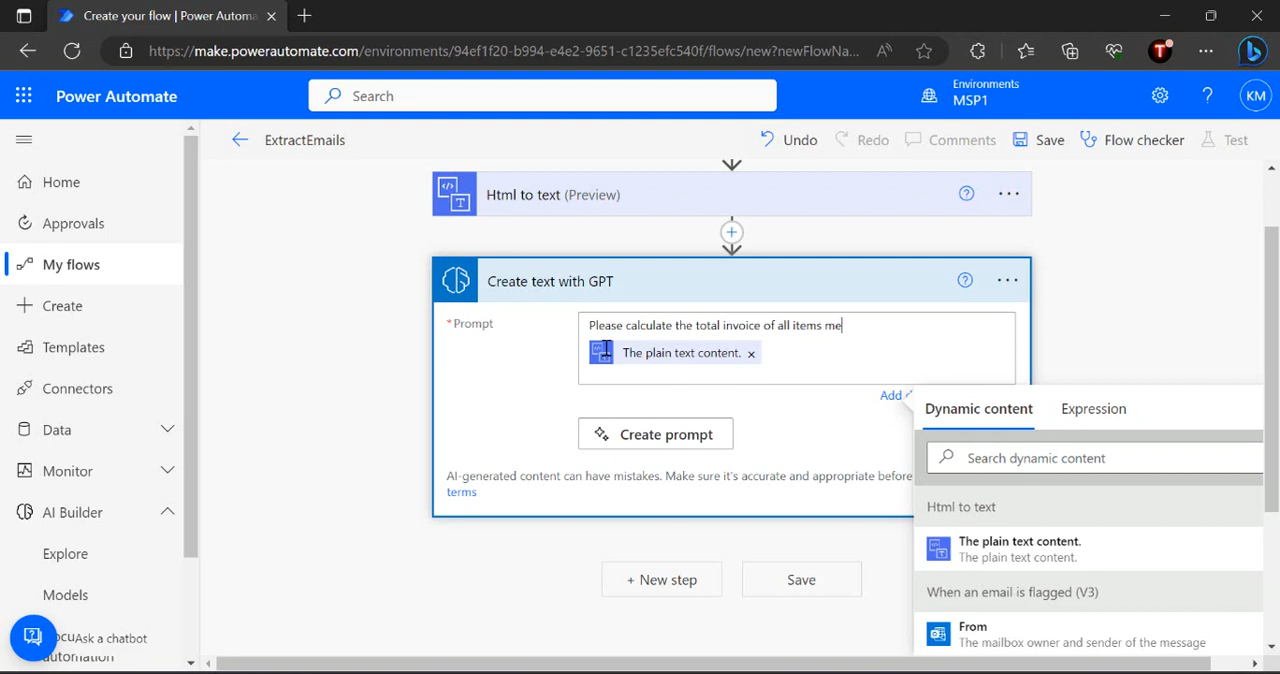 Create your flow | Power Automa
https://make.powerautomate.com/environments/94ef1f20-b994-e4e2-9651-c1235efc540f/flows/new?newFlowNa...
Power Automate
Search
Environments
MSP1
KM
ExtractEmails
Undo
Redo
Comments
Save
Flow checker
Test
Home
Approvals
My flows
Create
Templates
Connectors
Data
Monitor
AI Builder
Explore
Models
Ask a chatbot
automation
Html to text (Preview)
Create text with GPT
*Prompt
Please calculate the total invoice of all items me
The plain text content. ×
Add
Create prompt
AI-generated content can have mistakes. Make sure it's accurate and appropriate before
terms
+ New step
Save
Dynamic content
Expression
Search dynamic content
Html to text
The plain text content.
The plain text content.
When an email is flagged (V3)
From
The mailbox owner and sender of the message